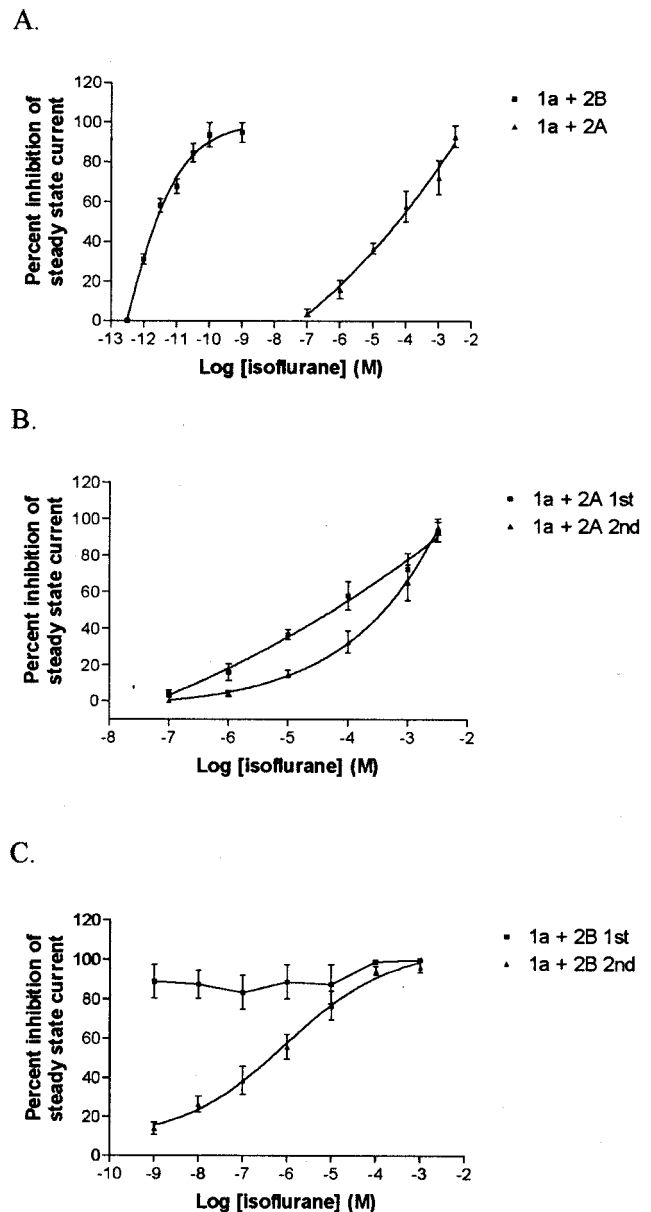 A.
Percent inhibition of
steady state current
120
100
80
60
40
20
0
-13 -12 -11 -10 -9 -8 -7 -6 -5 -4 -3 -2 -1
Log [isoflurane] (M)
1a + 2B
1a + 2A
B.
Percent inhibition of
steady state current
120
100
80
60
40
20
0
-8 -7 -6 -5 -4 -3 -2
Log [isoflurane] (M)
1a + 2A 1st
1a + 2A 2nd
C.
Percent inhibition of
steady state current
120
100
80
60
40
20
0
-10 -9 -8 -7 -6 -5 -4 -3 -2
Log [isoflurane] (M)
1a + 2B 1st
1a + 2B 2nd